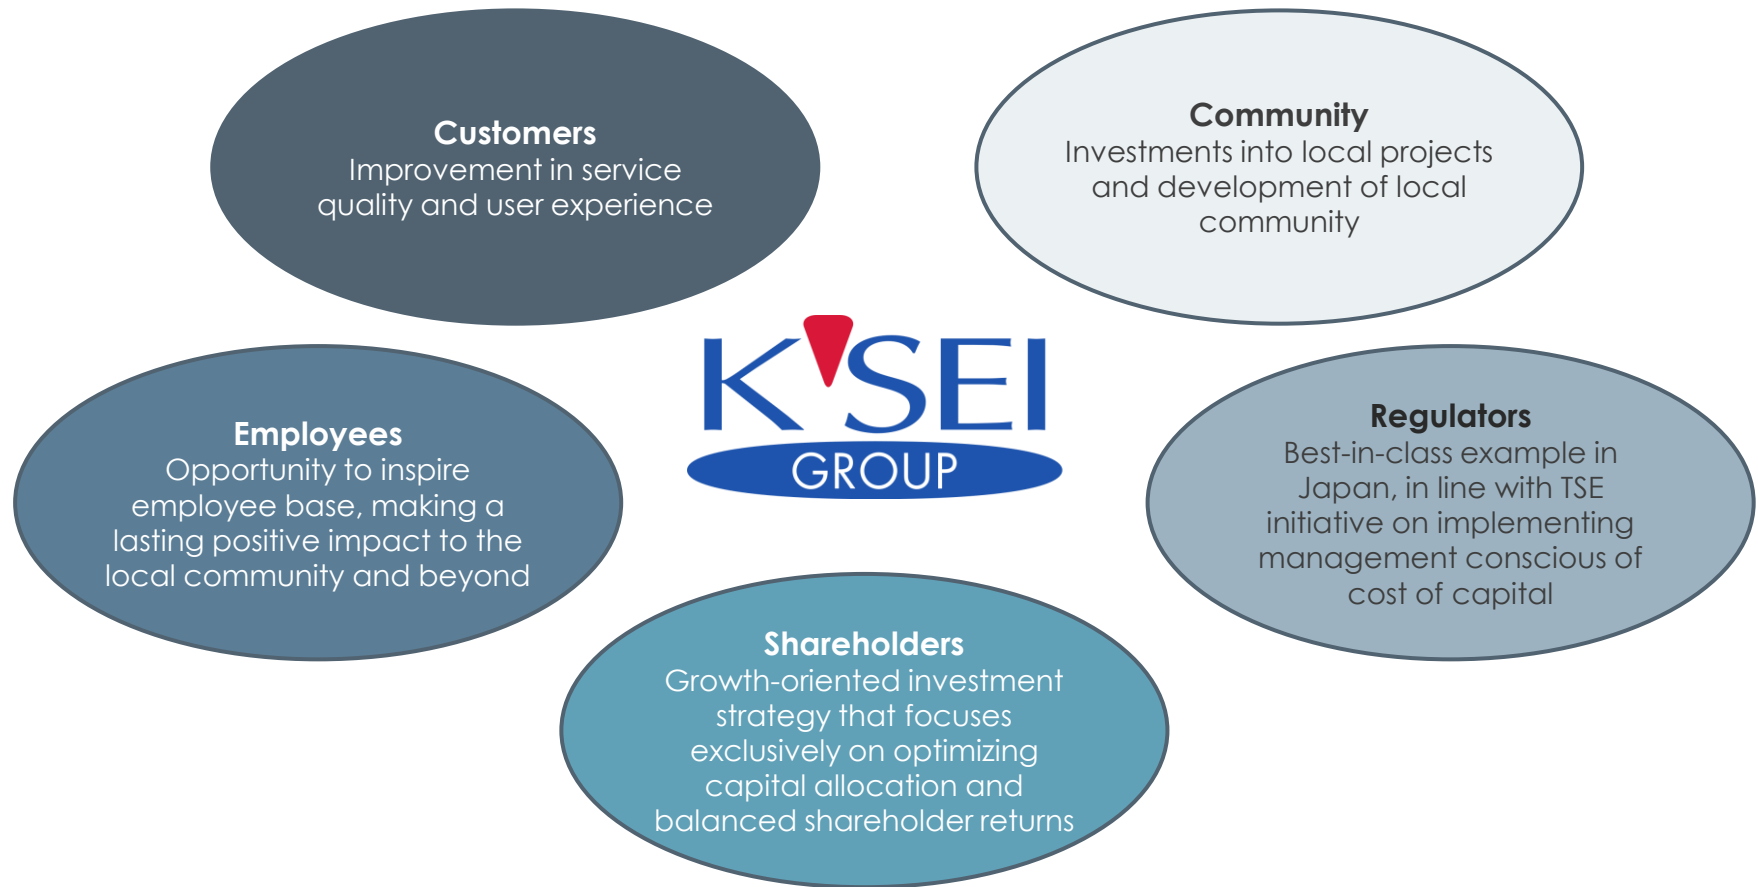 Customers
Improvement in service
quality and user experience
Community
Investments into local projects
and development of local
community
K'SEI
GROUP
Employees
Opportunity to inspire
employee base, making a
lasting positive impact to the
local community and beyond
Regulators
Best-in-class example in
Japan, in line with TSE
initiative on implementing
management conscious of
cost of capital
Shareholders
Growth-oriented investment
strategy that focuses
exclusively on optimizing
capital allocation and
balanced shareholder returns